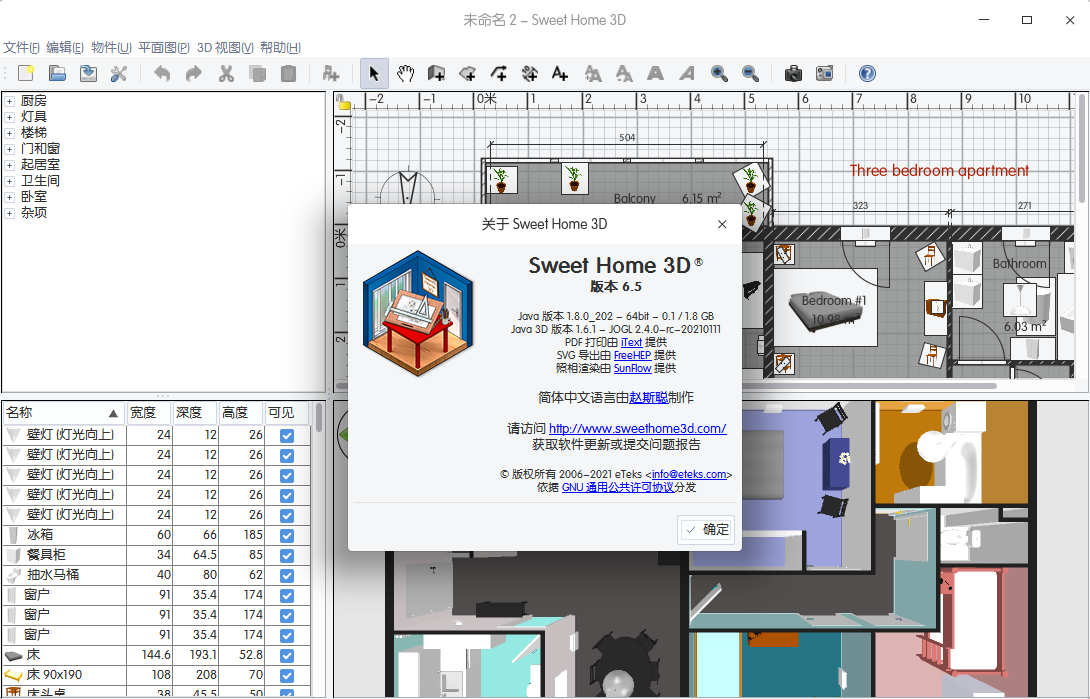 未命名 2 – Sweet Home 3D
文件(F) 编辑(E) 物件(U) 平面图(P) 3D 视图(V) 帮助(H)
厨房
灯具
楼梯
门和窗
起居室
卫生间
卧室
杂项
-2 -1 0米 1 2 3 4 5 6 7 8 9 10
-2
-1
0米
1
2
504
Three bedroom apartment
Balcony 6.15 m²
323
271
Bathroom
Bedroom #1
10.98 m²
6.03 m²
关于 Sweet Home 3D
Sweet Home 3D®
版本 6.5
Java 版本 1.8.0_202 – 64bit – 0.1 / 1.8 GB
Java 3D 版本 1.6.1 – JOGL 2.4.0-rc-20210111
PDF 打印由 iText 提供
SVG 导出由 FreeHEP 提供
照相渲染由 SunFlow 提供
简体中文语言由赵斯聪制作
请访问 http://www.sweethome3d.com/
获取软件更新或提交问题报告
© 版权所有 2006-2021 eTeks <info@eteks.com>
依据 GNU 通用公共许可协议分发
确定
名称 宽度 深度 高度 可见
壁灯 (灯光向上) 24 12 26
壁灯 (灯光向上) 24 12 26
壁灯 (灯光向上) 24 12 26
壁灯 (灯光向上) 24 12 26
壁灯 (灯光向上) 24 12 26
冰箱 60 66 185
餐具柜 34 64.5 85
抽水马桶 40 80 62
窗户 91 35.4 174
窗户 91 35.4 174
窗户 91 35.4 174
床 144.6 193.1 52.8
床 90x190 108 208 70
床头桌 38 45.5 50